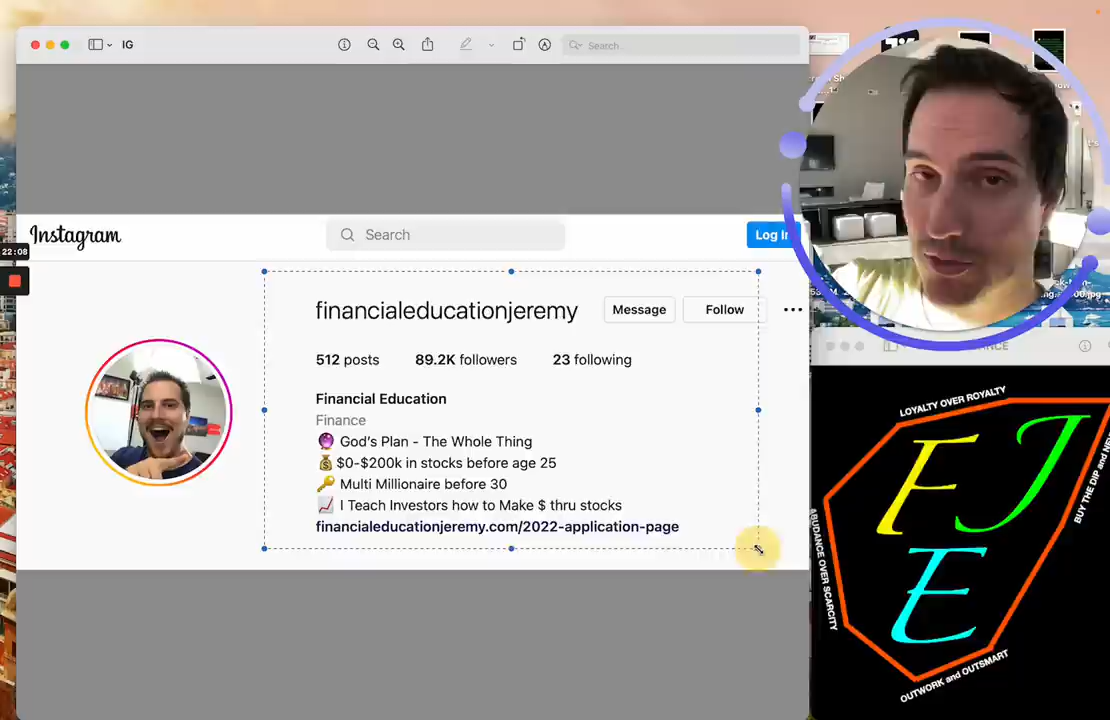 IG
Search
Instagram
Search
Log In
22:08
financialeducationjeremy
Message
Follow
512 posts
89.2K followers
23 following
Financial Education
Finance
God's Plan - The Whole Thing
$0-$200k in stocks before age 25
Multi Millionaire before 30
I Teach Investors how to Make $ thru stocks
financialeducationjeremy.com/2022-application-page
LOYALTY OVER ROYALTY
BUY THE DIP and
F J
E
ABUDANCE OVER SCARCITY
OUTWORK and OUTSMART